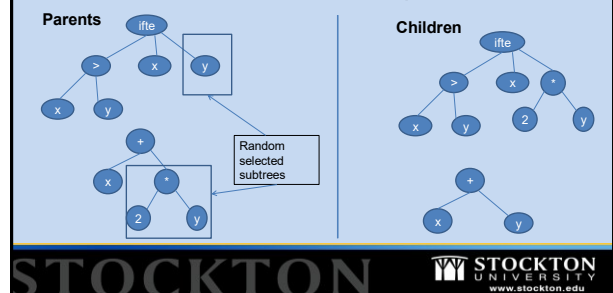 Parents
ifte
>
x
y
x
y
+
x
*
2
y
Random
selected
subtrees
Children
ifte
>
x
*
x
y
2
y
+
x
y
STOCKTON
STOCKTON
UNIVERSITY
www.stockton.edu